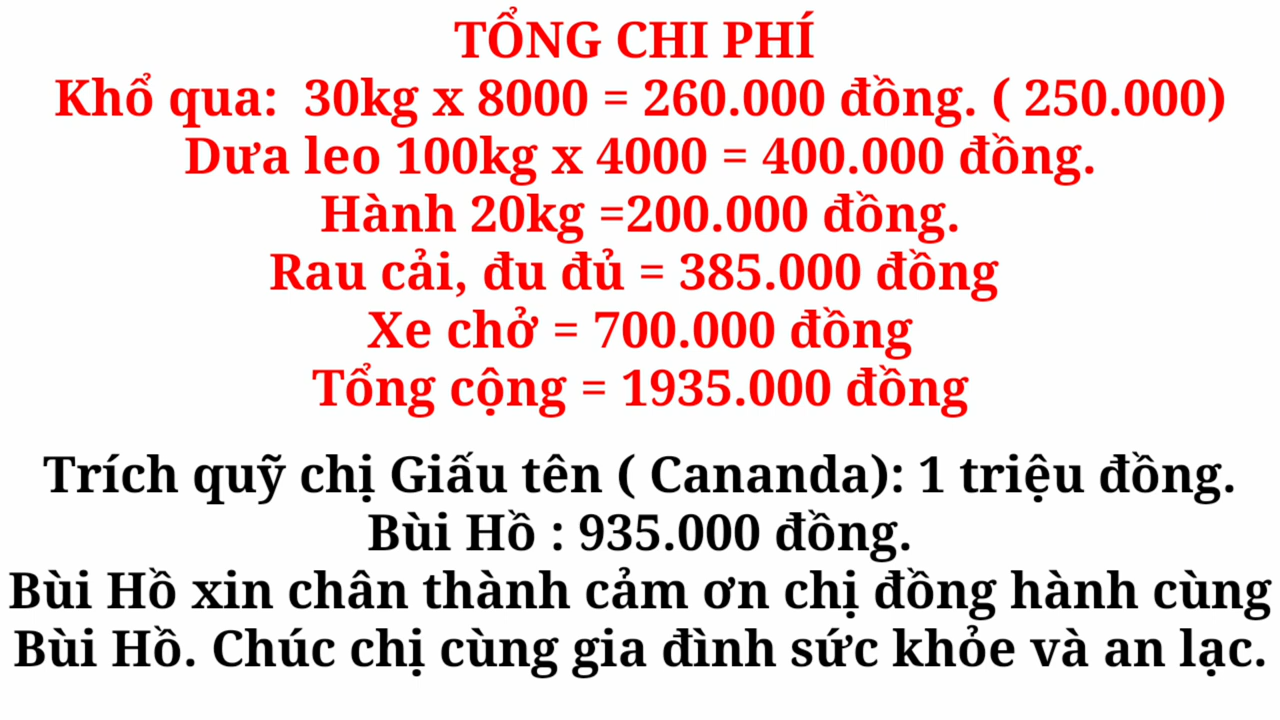 TỔNG CHI PHÍ
Khổ qua: 30kg x 8000 = 260.000 đồng. ( 250.000)
Dưa leo 100kg x 4000 = 400.000 đồng.
Hành 20kg =200.000 đồng.
Rau cải, đu đủ = 385.000 đồng
Xe chở = 700.000 đồng
Tổng cộng = 1935.000 đồng
Trích quỹ chị Giấu tên ( Cananda): 1 triệu đồng.
Bùi Hồ : 935.000 đồng.
Bùi Hồ xin chân thành cảm ơn chị đồng hành cùng
Bùi Hồ. Chúc chị cùng gia đình sức khỏe và an lạc.